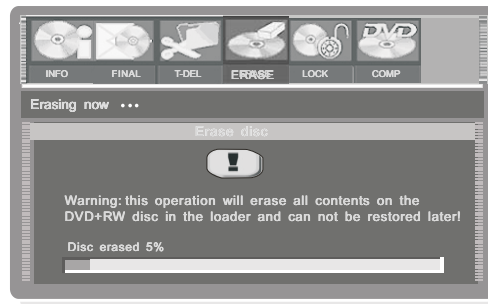 DVD
INFO FINAL T-DEL ERASE LOCK COMP
Erasing now •••
Erase disc
!
Warning: this operation will erase all contents on the
DVD+RW disc in the loader and can not be restored later!
Disc erased 5%